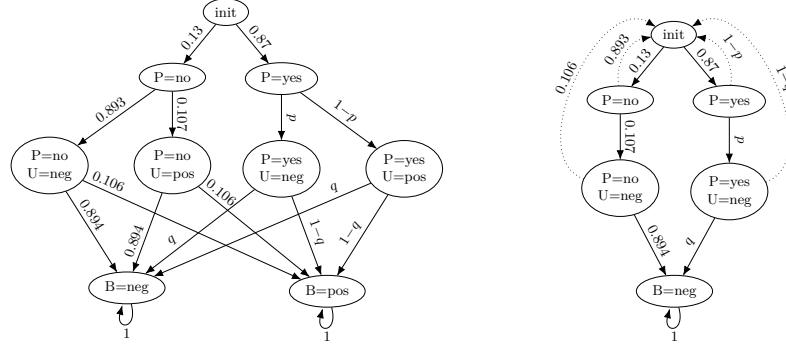 init
0.13
0.87
P=no
P=yes
0.893
0.107
p
1−p
P=no
U=neg
P=no
U=pos
P=yes
U=neg
P=yes
U=pos
0.894
0.106
0.894
0.106
q
1−q
q
1−q
B=neg
B=pos
1
1
init
0.106
0.893
0.13
0.87
1−p
P=no
P=yes
0.107
p
P=no
U=neg
P=yes
U=neg
0.894
q
B=neg
1